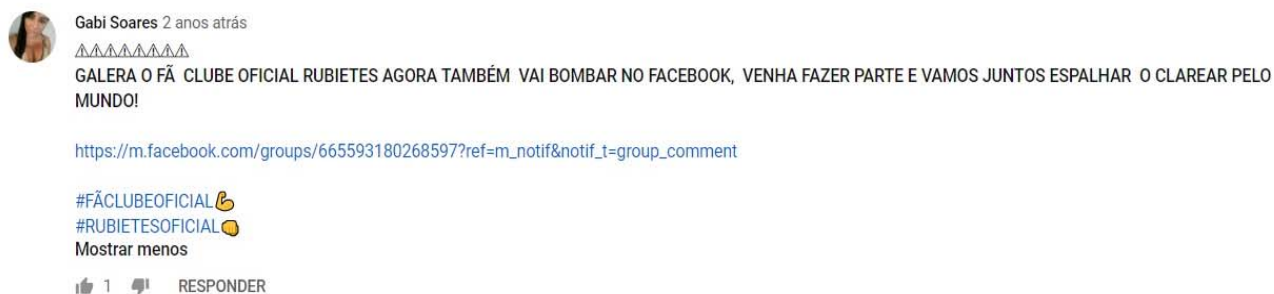 Gabi Soares 2 anos atrás
⚠⚠⚠⚠⚠⚠⚠⚠
GALERA O FÃ CLUBE OFICIAL RUBIETES AGORA TAMBÉM VAI BOMBAR NO FACEBOOK, VENHA FAZER PARTE E VAMOS JUNTOS ESPALHAR O CLAREAR PELO
MUNDO!
https://m.facebook.com/groups/665593180268597?ref=m_notif&notif_t=group_comment
#FÃCLUBEOFICIAL💪
#RUBIETESOFICIAL👊
Mostrar menos
1 RESPONDER